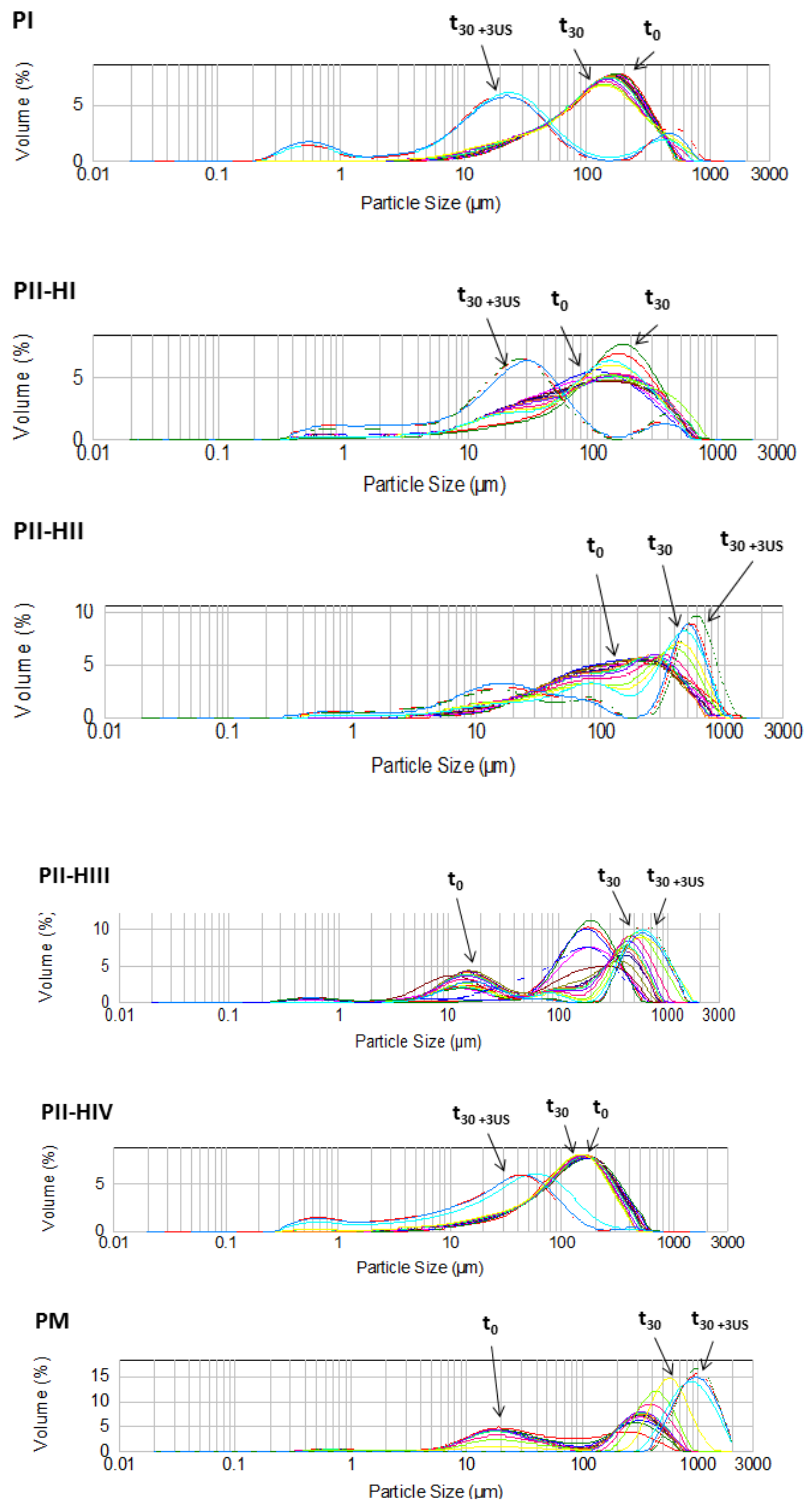 PI
t30 +3US
t30
t0
Volume (%)
5
0
0.01 0.1 1 10 100 1000 3000
Particle Size (µm)
PII-HI
t30 +3US
t0
t30
Volume (%)
5
0
0.01 0.1 1 10 100 1000 3000
Particle Size (µm)
PII-HII
t0
t30
t30 +3US
Volume (%)
10
5
0
0.01 0.1 1 10 100 1000 3000
Particle Size (µm)
PII-HIII
t0
t30
t30 +3US
Volume (%)
10
5
0
0.01 0.1 1 10 100 1000 3000
Particle Size (µm)
PII-HIV
t30 +3US
t30
t0
Volume (%)
5
0
0.01 0.1 1 10 100 1000 3000
Particle Size (µm)
PM
t0
t30
t30 +3US
Volume (%)
15
10
5
0
0.01 0.1 1 10 100 1000 3000
Particle Size (µm)